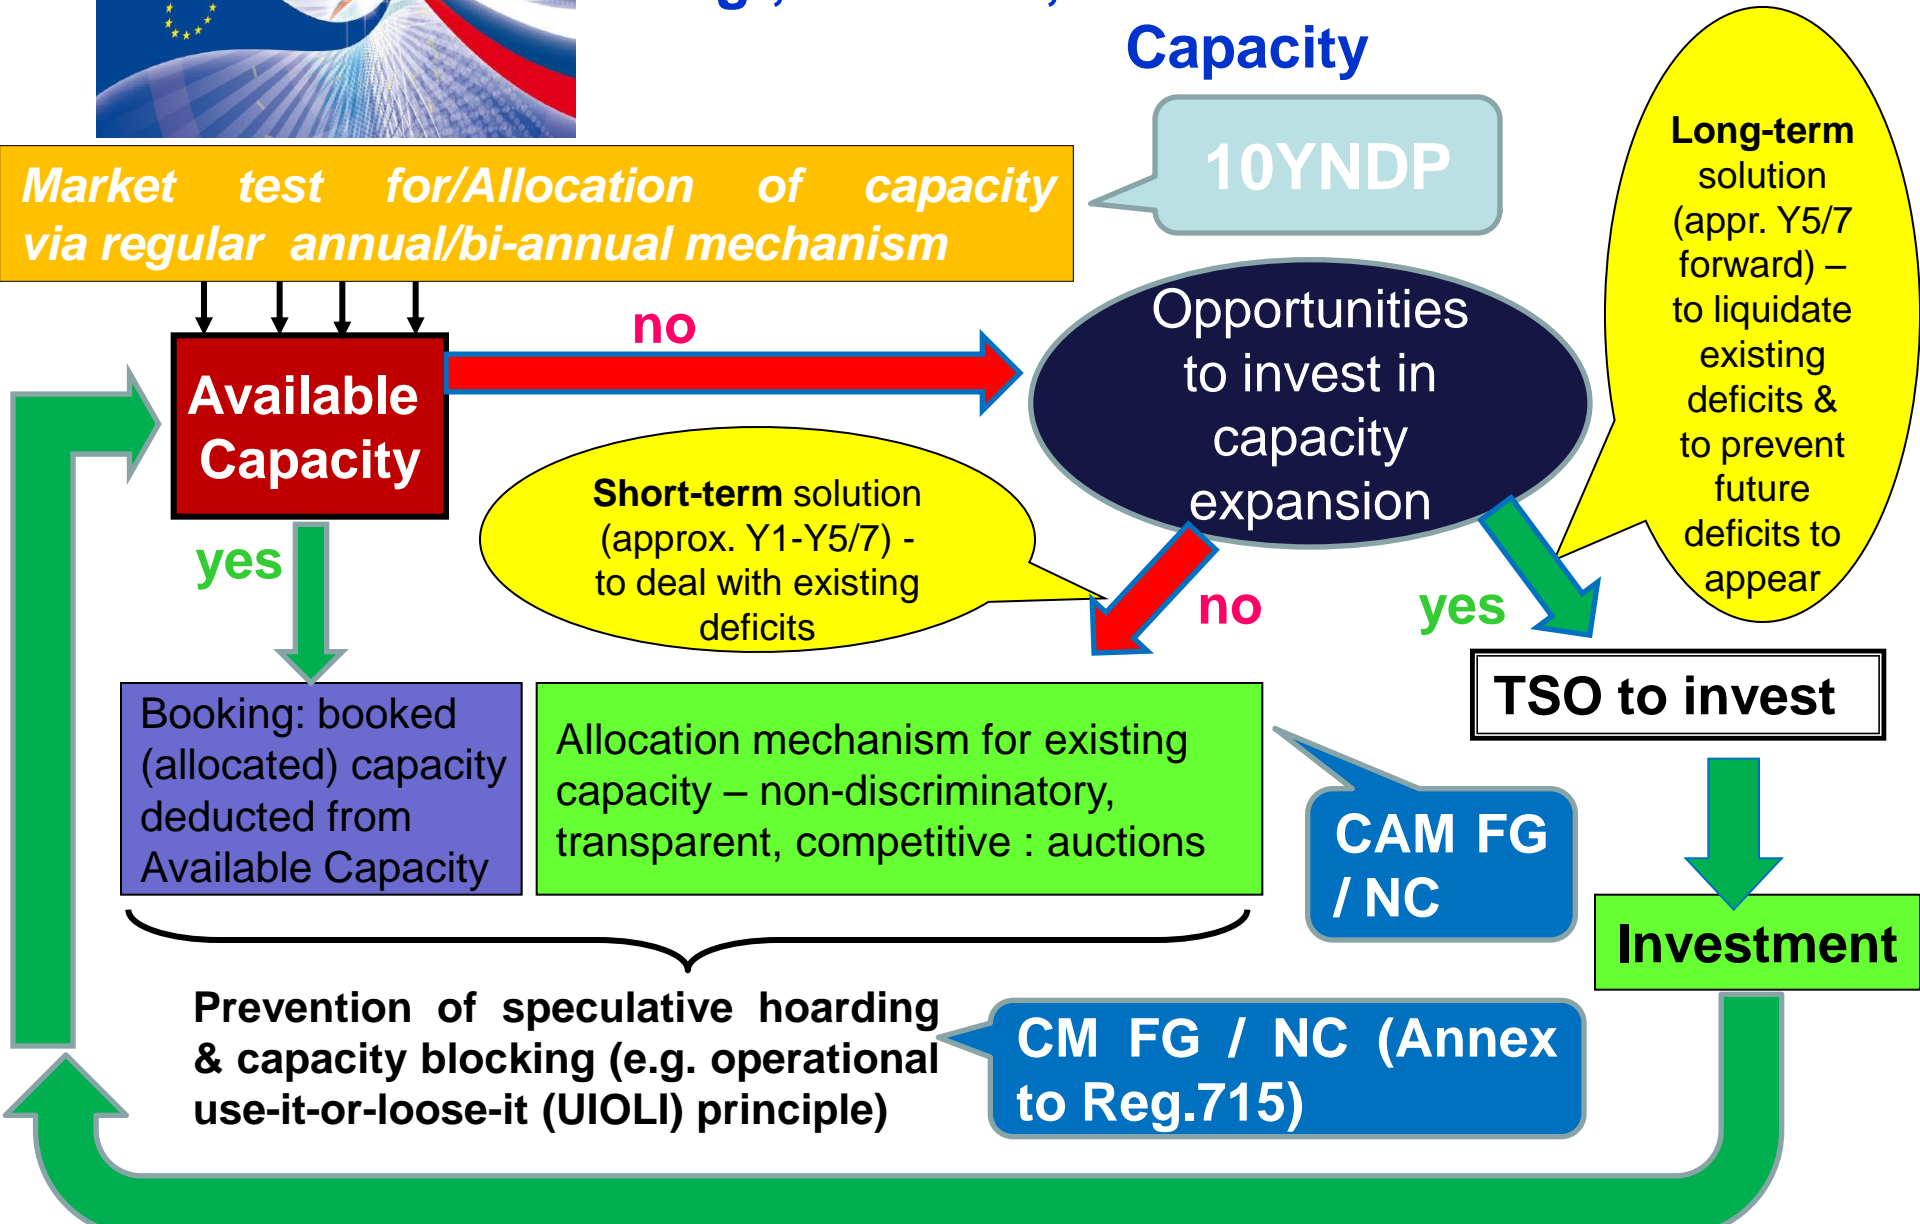 Capacity
10YNDP
Market test for/Allocation of capacity
via regular annual/bi-annual mechanism
Long-term
solution
(appr. Y5/7
forward) –
to liquidate
existing
deficits &
to prevent
future
deficits to
appear
no
Opportunities
to invest in
capacity
expansion
Available
Capacity
Short-term solution
(approx. Y1-Y5/7) -
to deal with existing
deficits
yes
no
yes
TSO to invest
Booking: booked
(allocated) capacity
deducted from
Available Capacity
Allocation mechanism for existing
capacity – non-discriminatory,
transparent, competitive : auctions
CAM FG
/ NC
Investment
Prevention of speculative hoarding
& capacity blocking (e.g. operational
use-it-or-loose-it (UIOLI) principle)
CM FG / NC (Annex
to Reg.715)